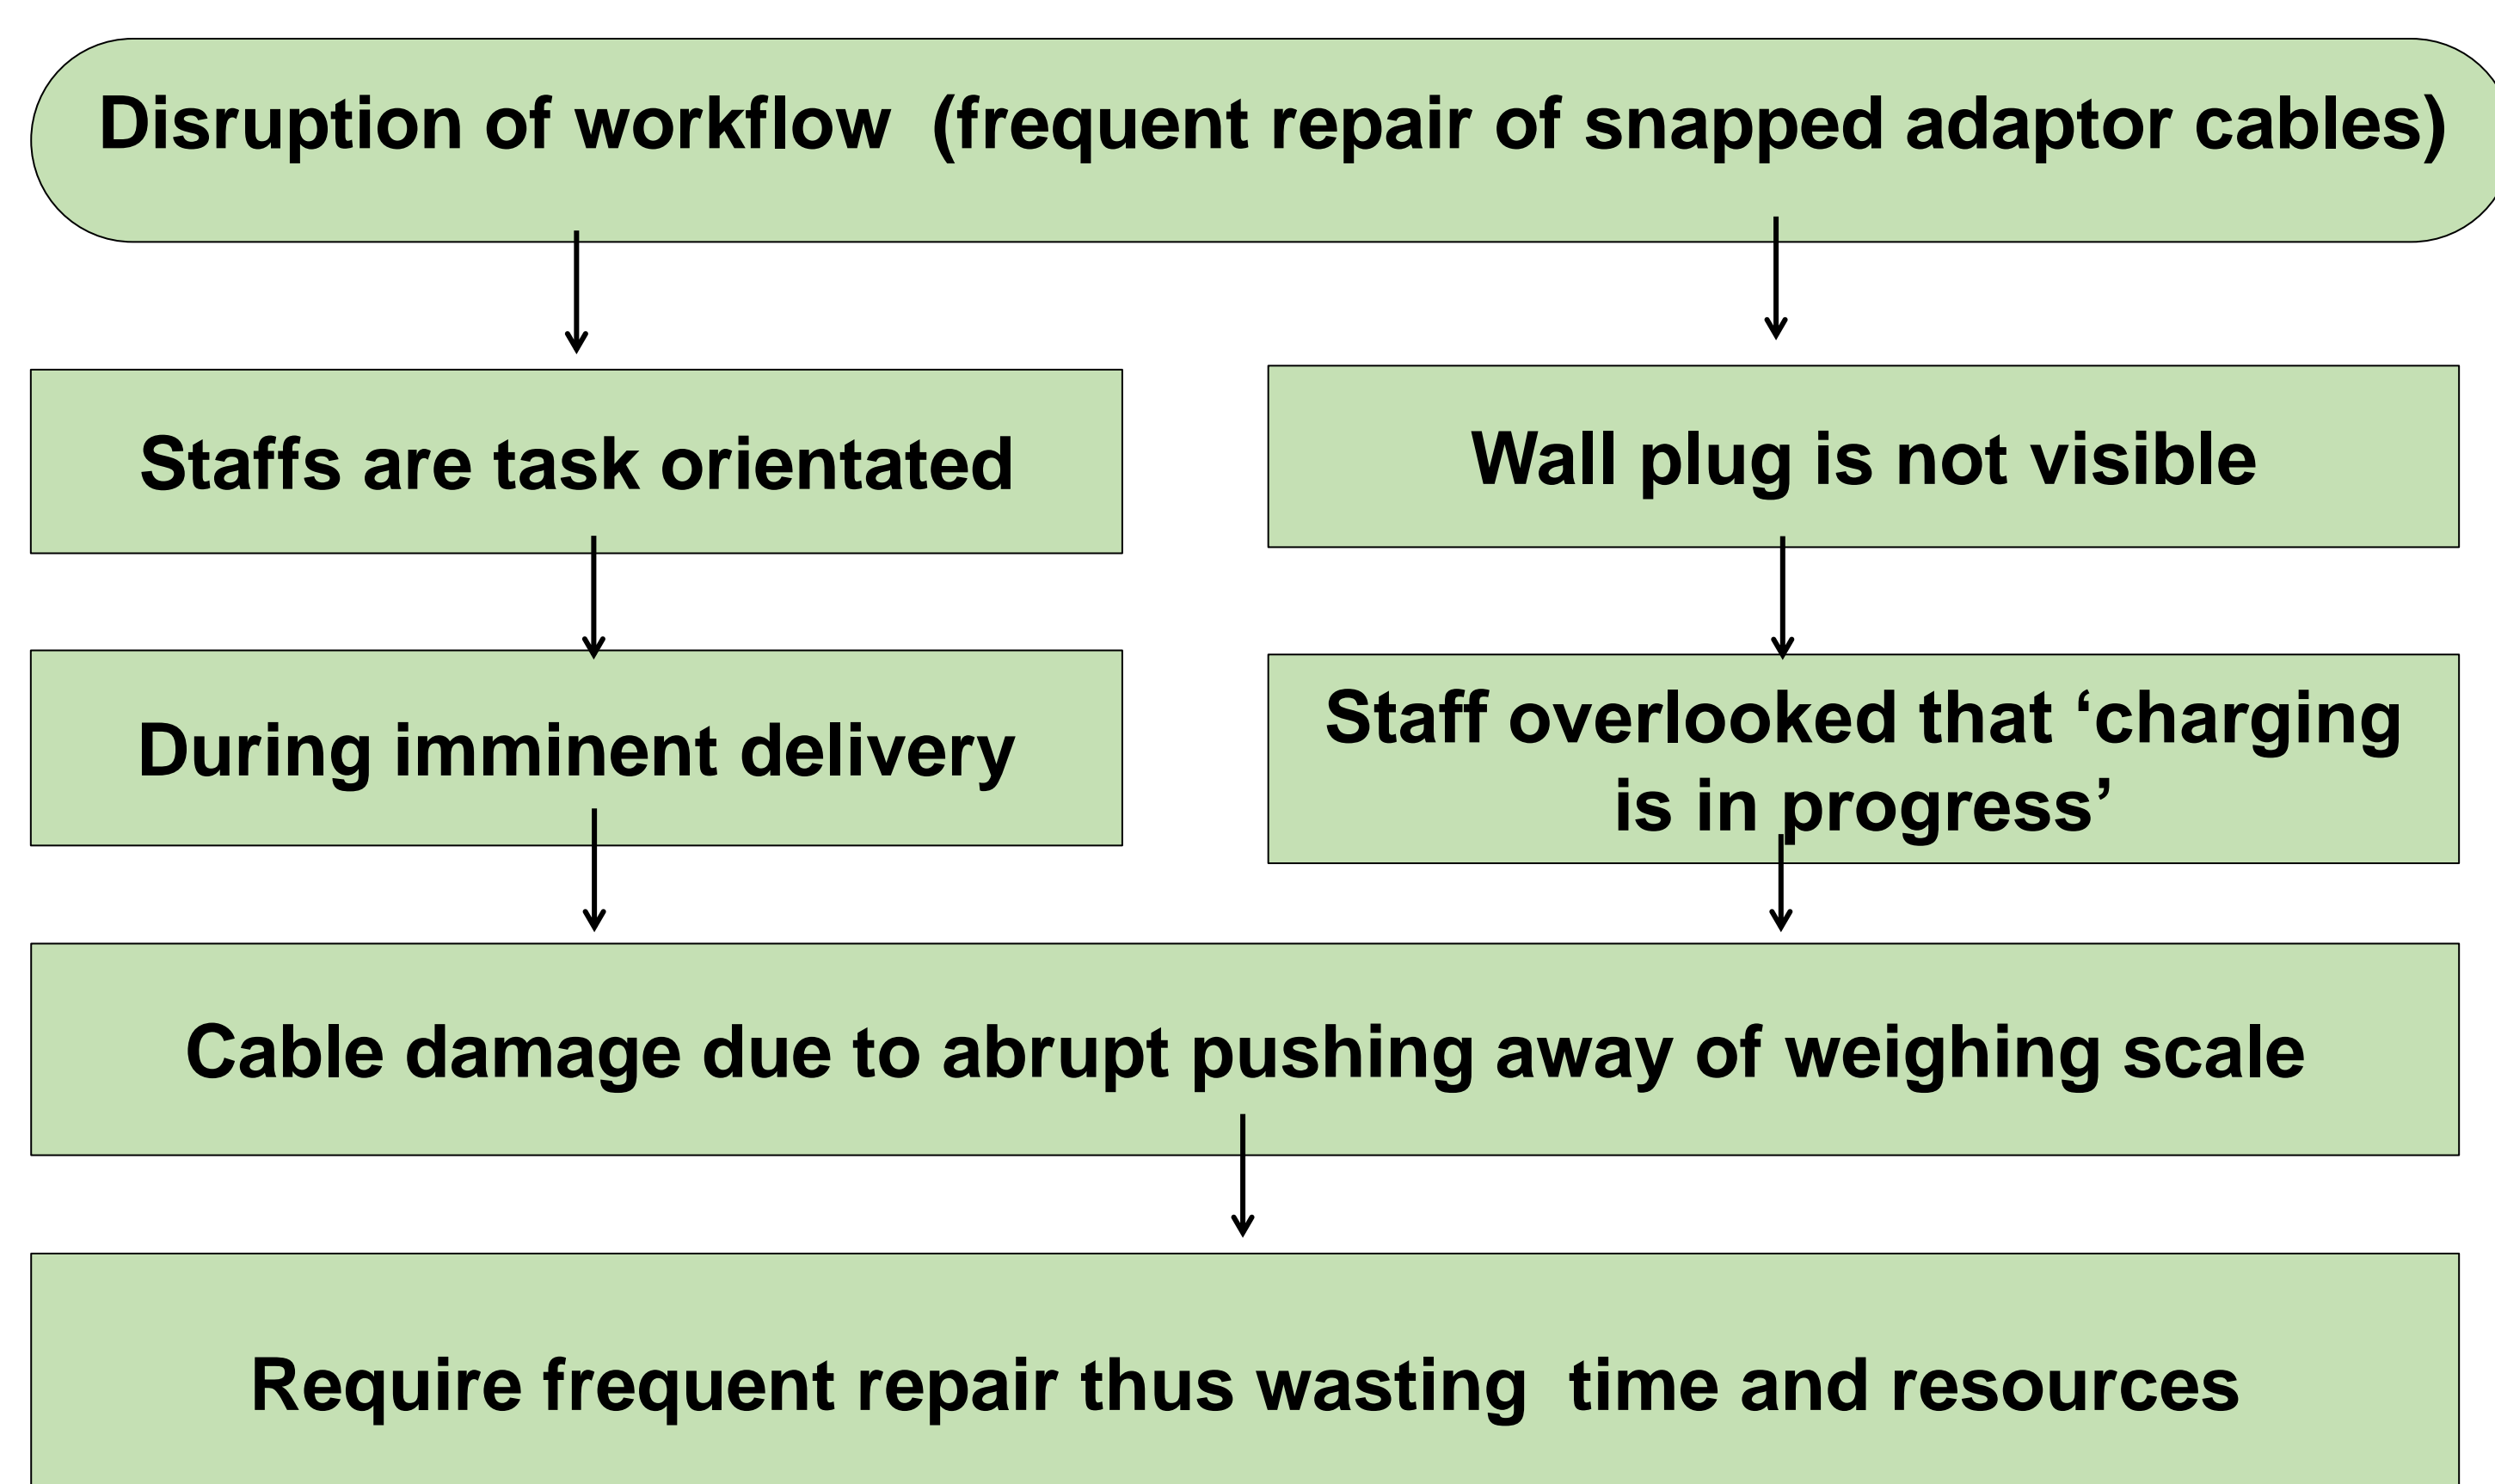 Disruption of workflow (frequent repair of snapped adaptor cables)
Staffs are task orientated
Wall plug is not visible
During imminent delivery
Staff overlooked that ‘charging
is in progress’
Cable damage due to abrupt pushing away of weighing scale
Require frequent repair thus wasting  time and resources